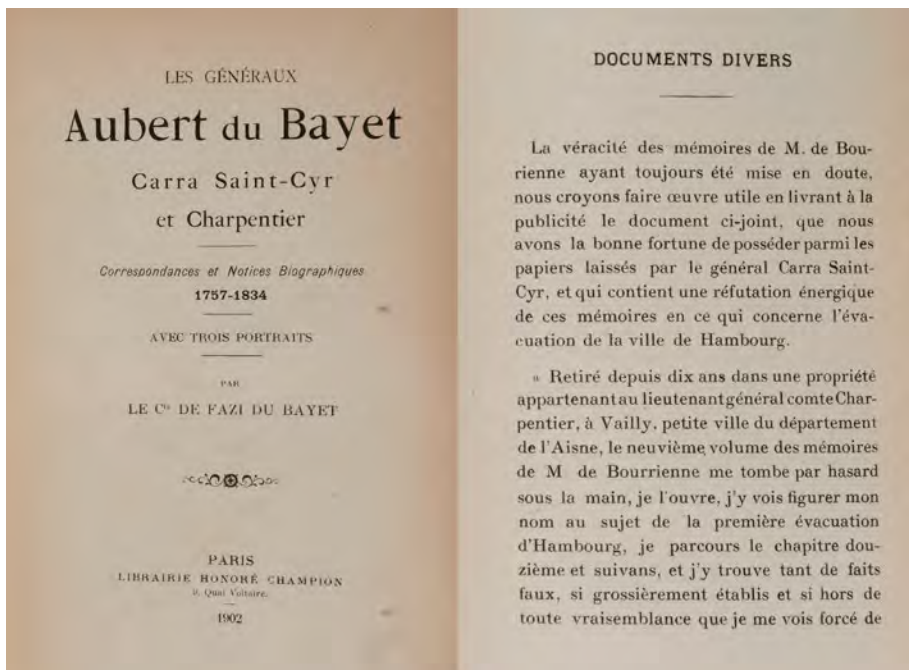 LES GÉNÉRAUX
Aubert du Bayet
Carra Saint-Cyr
et Charpentier
Correspondances et Notices Biographiques
1757-1834
AVEC TROIS PORTRAITS
PAR
LE Cte DE FAZI DU BAYET
PARIS
LIBRAIRIE HONORÉ CHAMPION
9, Quai Voltaire.
1902
DOCUMENTS DIVERS
La véracité des mémoires de M. de Bou-
rienne ayant toujours été mise en doute,
nous croyons faire œuvre utile en livrant à la
publicité le document ci-joint, que nous
avons la bonne fortune de posséder parmi les
papiers laissés par le général Carra Saint-
Cyr, et qui contient une réfutation énergique
de ces mémoires en ce qui concerne l'éva-
cuation de la ville de Hambourg.
« Retiré depuis dix ans dans une propriété
appartenant au lieutenant général comte Char-
pentier, à Vailly, petite ville du département
de l'Aisne, le neuvième volume des mémoires
de M de Bourrienne me tombe par hasard
sous la main, je l'ouvre, j'y vois figurer mon
nom au sujet de la première évacuation
d'Hambourg, je parcours le chapitre dou-
zième et suivans, et j'y trouve tant de faits
faux, si grossièrement établis et si hors de
toute vraisemblance que je me vois forcé de